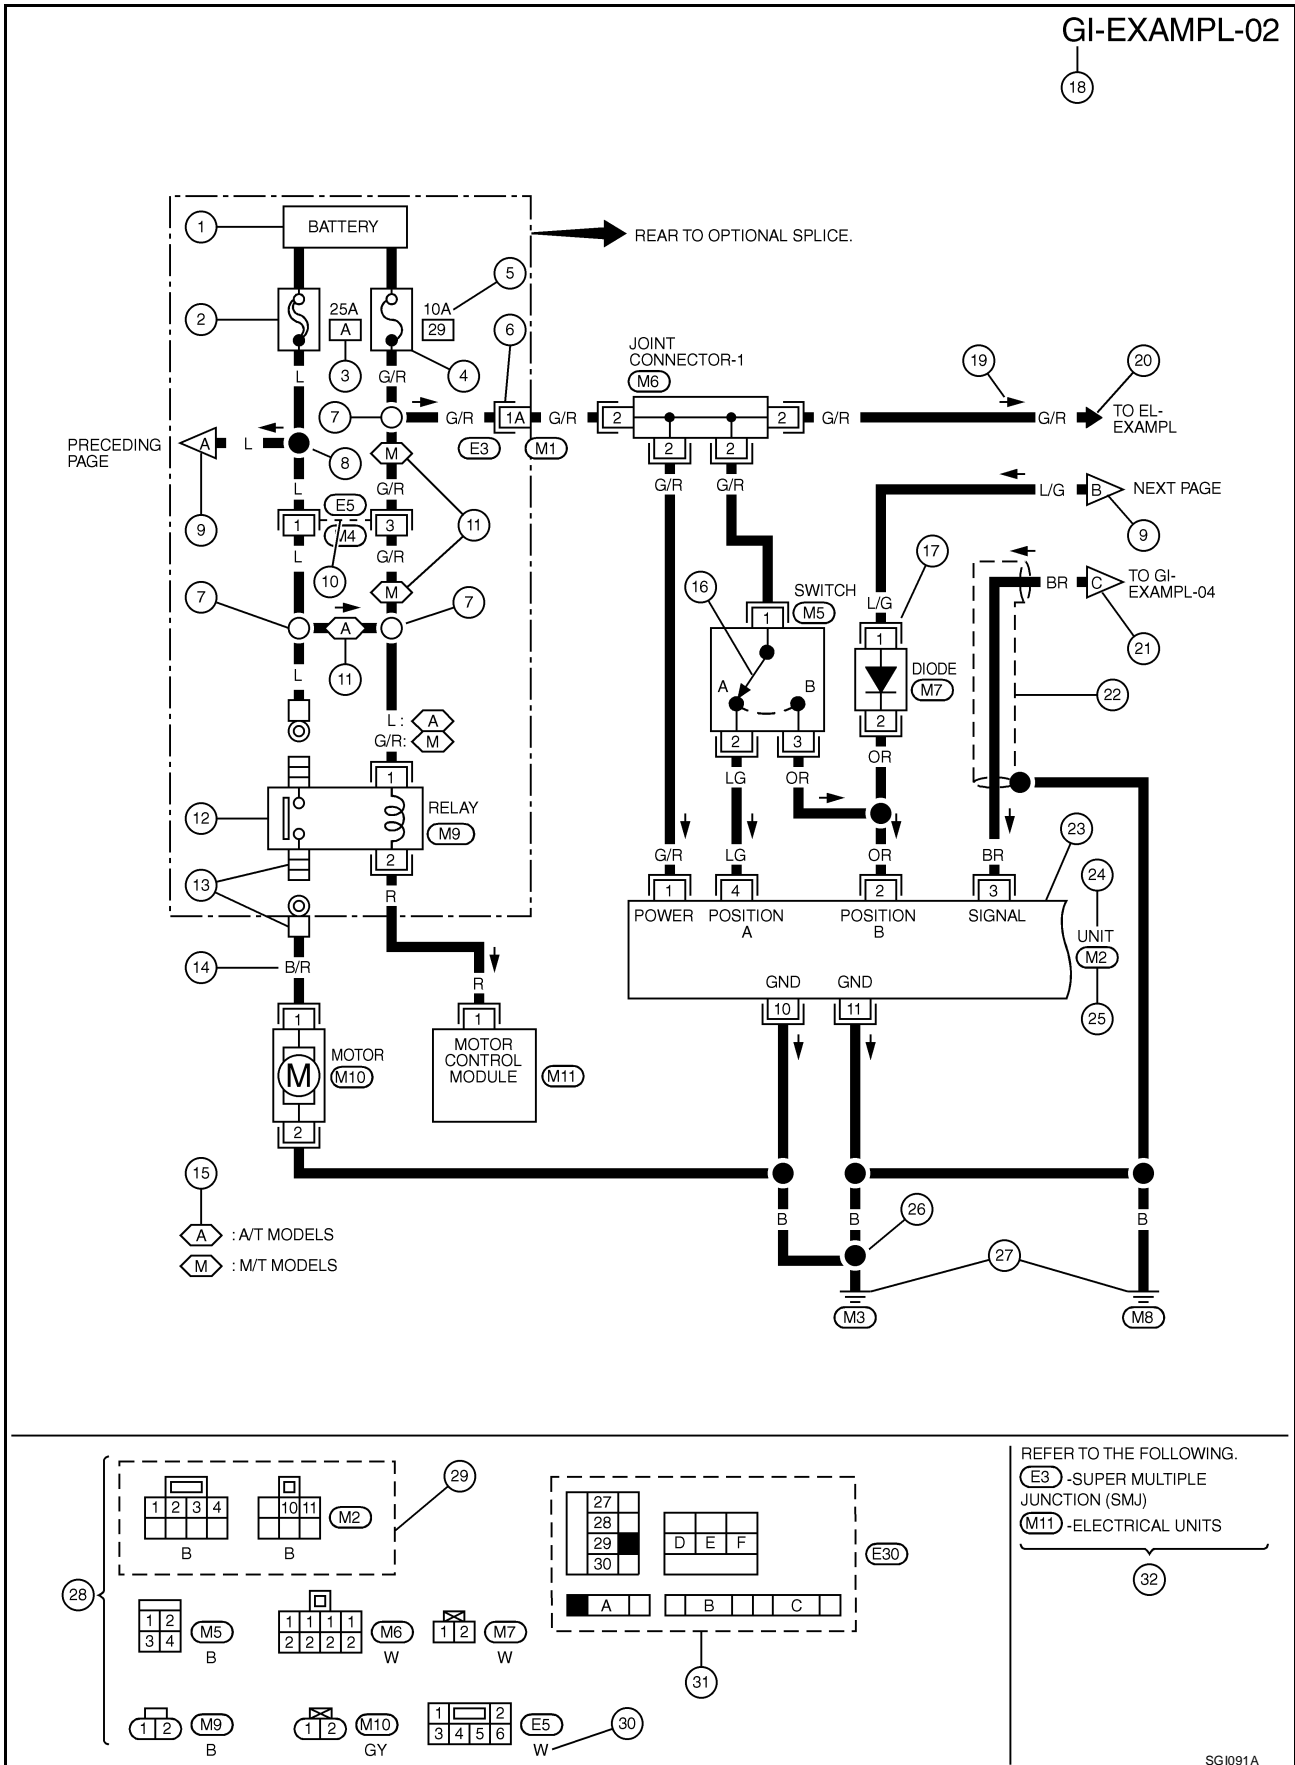 GI-EXAMPL-02
18
1
BATTERY
REAR TO OPTIONAL SPLICE.
5
2
25A
A
10A
29
6
3
4
JOINT
CONNECTOR-1
M6
19
20
L
G/R
7
G/R
1A
G/R
2
2
G/R
G/R
TO EL-
EXAMPL
E3
M1
2
2
PRECEDING
PAGE
A
L
8
M
G/R
G/R
L
G/R
L/G
B
NEXT PAGE
9
E5
1
3
M4
11
9
L
10
G/R
17
16
BR
C
TO GI-
EXAMPL-04
7
M
7
SWITCH
M5
1
L/G
1
21
A
11
L
DIODE
M7
22
A
B
L :
A
G/R:
M
2
3
2
1
LG
OR
OR
12
RELAY
M9
23
2
G/R
LG
OR
BR
24
13
R
1
4
2
3
POWER
POSITION
A
POSITION
B
SIGNAL
UNIT
M2
14
B/R
R
GND
GND
10
11
25
1
1
MOTOR
M10
M
MOTOR
CONTROL
MODULE
M11
2
15
B
B
B
26
A
: A/T MODELS
M
: M/T MODELS
27
M3
M8
REFER TO THE FOLLOWING.
E3
-SUPER MULTIPLE
JUNCTION (SMJ)
M11
-ELECTRICAL UNITS
32
29
1 2 3 4
10 11
M2
B
B
27
28
29
30
D E F
E30
A
B
C
31
28
1 2
3 4
M5
B
1 1 1 1
2 2 2 2
M6
W
1 2
M7
W
1 2
M9
B
1 2
M10
GY
1 2
3 4 5 6
E5
W
30
SGI091A